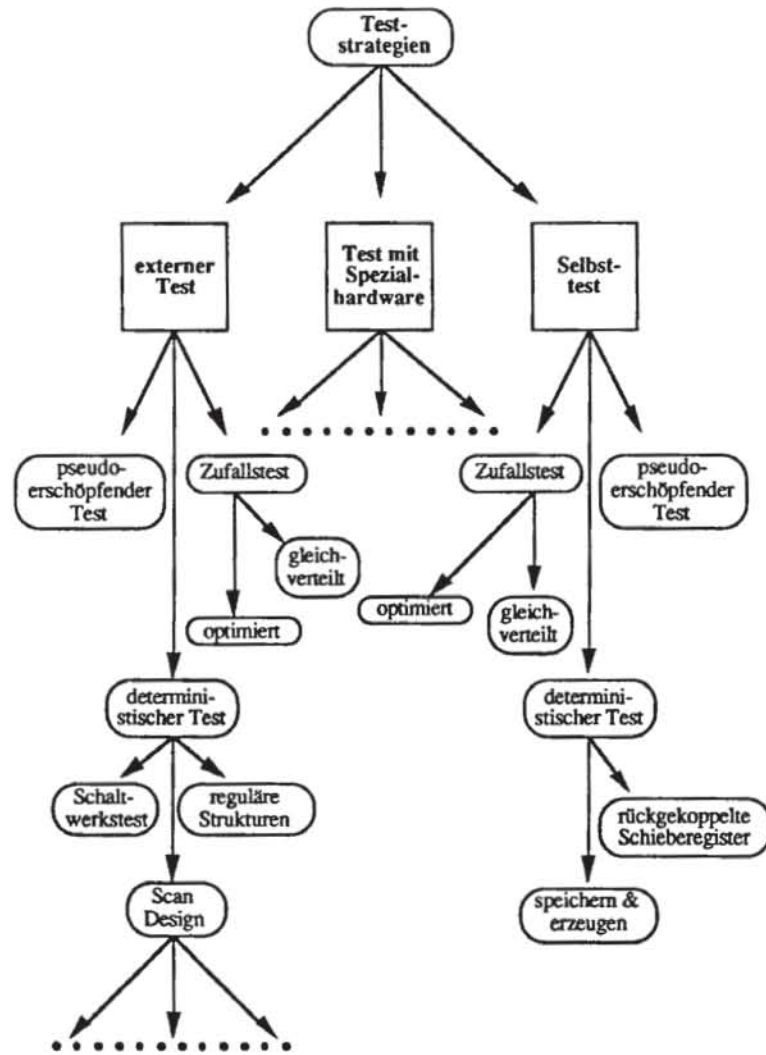 Test-
strategien
externer
Test
Test mit
Spezial-
hardware
Selbst-
test
pseudo-
erschöpfender
Test
Zufallstest
gleich-
verteilt
optimiert
Zufallstest
pseudo-
erschöpfender
Test
optimiert
gleich-
verteilt
determini-
stischer Test
Schalt-
werkstest
reguläre
Strukturen
Scan
Design
determini-
stischer Test
rückgekoppelte
Schieberegister
speichern &
erzeugen